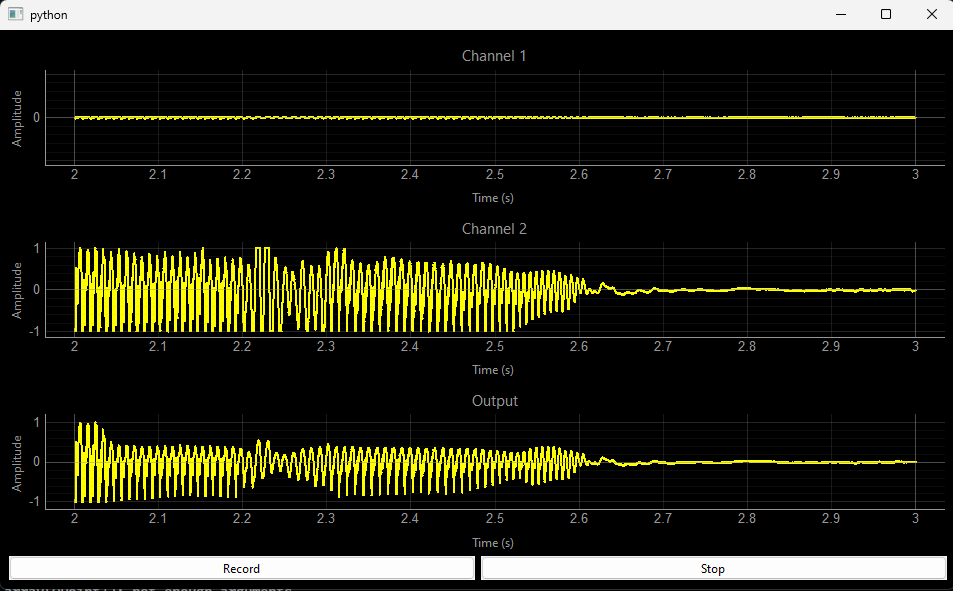 python
Channel 1
Amplitude
0
2 2.1 2.2 2.3 2.4 2.5 2.6 2.7 2.8 2.9 3
Time (s)
Channel 2
Amplitude
1
0
-1
2 2.1 2.2 2.3 2.4 2.5 2.6 2.7 2.8 2.9 3
Time (s)
Output
Amplitude
1
0
-1
2 2.1 2.2 2.3 2.4 2.5 2.6 2.7 2.8 2.9 3
Time (s)
Record Stop
not enough arguments